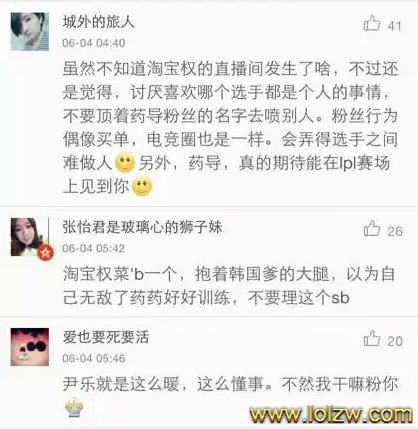 城外的旅人
41
06-04 04:40
虽然不知道淘宝权的直播间发生了啥，不过还
是觉得，讨厌喜欢哪个选手都是个人的事情，
不要顶着药导粉丝的名字去喷别人。粉丝行为
偶像买单，电竞圈也是一样。会弄得选手之间
难做人 另外，药导，真的期待能在lpl赛场
上见到你
张怡君是玻璃心的狮子妹
26
06-04 05:42
淘宝权菜'b一个，抱着韩国爹的大腿，以为自
己无敌了药药好好训练，不要理这个sb
爱也要死要活
20
06-04 05:46
尹乐就是这么暖，这么懂事。不然我干嘛粉你
www.lolzw.com